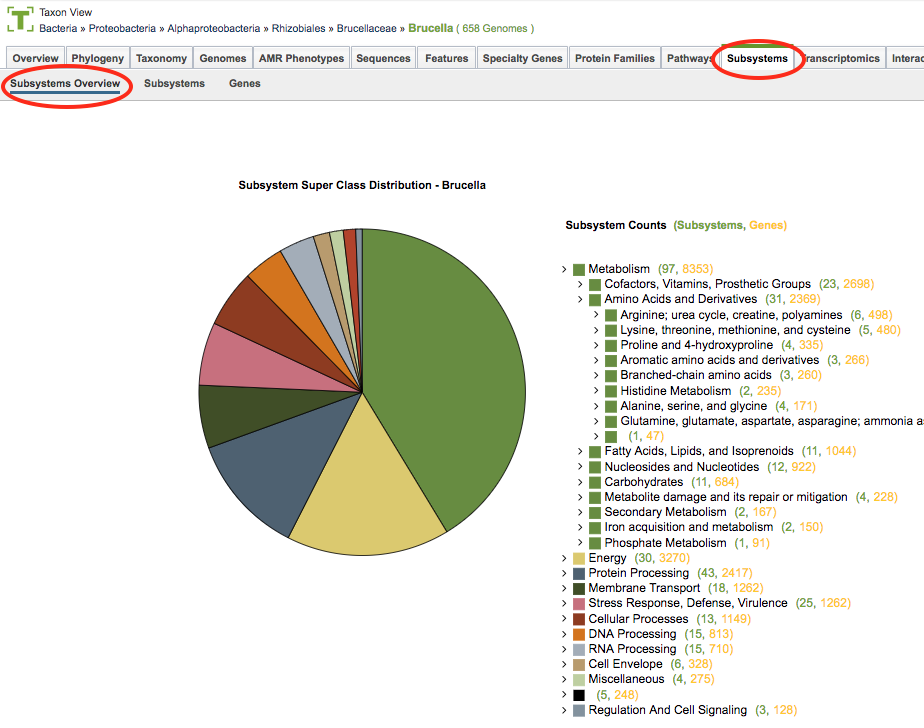 Taxon View
Bacteria » Proteobacteria » Alphaproteobacteria » Rhizobiales » Brucellaceae » Brucella ( 658 Genomes )
Overview Phylogeny Taxonomy Genomes AMR Phenotypes Sequences Features Specialty Genes Protein Families Pathways Subsystems Transcriptomics Interac
Subsystems Overview Subsystems Genes
Subsystem Super Class Distribution - Brucella
Subsystem Counts (Subsystems, Genes)
Metabolism (97, 8353)
Cofactors, Vitamins, Prosthetic Groups (23, 2698)
Amino Acids and Derivatives (31, 2369)
Arginine; urea cycle, creatine, polyamines (6, 498)
Lysine, threonine, methionine, and cysteine (5, 480)
Proline and 4-hydroxyproline (4, 335)
Aromatic amino acids and derivatives (3, 266)
Branched-chain amino acids (3, 260)
Histidine Metabolism (2, 235)
Alanine, serine, and glycine (4, 171)
Glutamine, glutamate, aspartate, asparagine; ammonia as
(1, 47)
Fatty Acids, Lipids, and Isoprenoids (11, 1044)
Nucleosides and Nucleotides (12, 922)
Carbohydrates (11, 684)
Metabolite damage and its repair or mitigation (4, 228)
Secondary Metabolism (2, 167)
Iron acquisition and metabolism (2, 150)
Phosphate Metabolism (1, 91)
Energy (30, 3270)
Protein Processing (43, 2417)
Membrane Transport (18, 1262)
Stress Response, Defense, Virulence (25, 1262)
Cellular Processes (13, 1149)
DNA Processing (15, 813)
RNA Processing (15, 710)
Cell Envelope (6, 328)
Miscellaneous (4, 275)
(5, 248)
Regulation And Cell Signaling (3, 128)